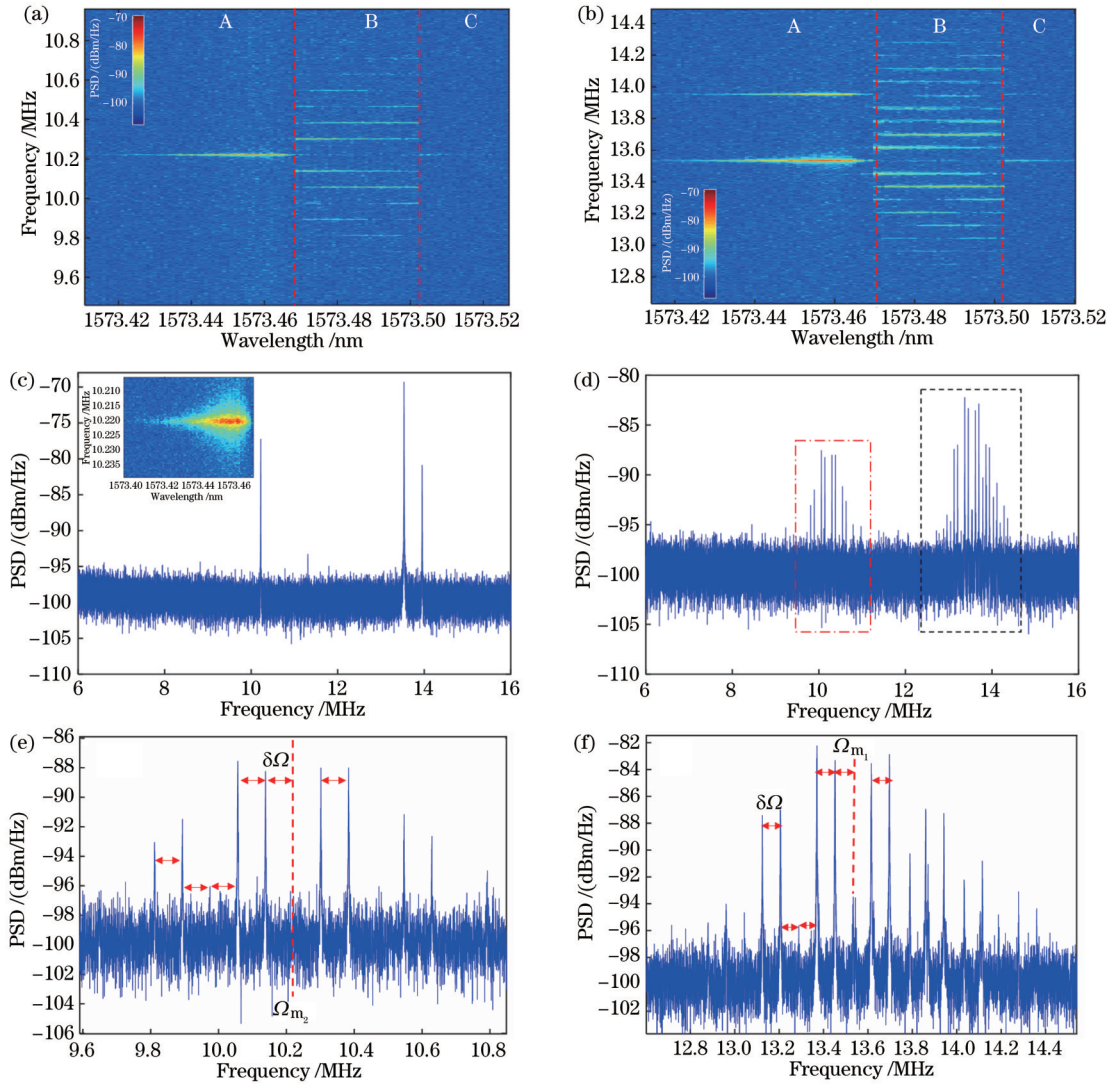 (a)
A
B
C
PSD /(dBm/Hz)
−70
−80
−90
−100
Frequency /MHz
10.8
10.6
10.4
10.2
10.0
9.8
9.6
1573.42 1573.44 1573.46 1573.48 1573.50 1573.52
Wavelength /nm
(b)
A
B
C
Frequency /MHz
14.4
14.2
14.0
13.8
13.6
13.4
13.2
13.0
12.8
PSD /(dBm/Hz)
−70
−80
−90
−100
1573.42 1573.44 1573.46 1573.48 1573.50 1573.52
Wavelength /nm
(c)
PSD /(dBm/Hz)
−70
−75
−80
−85
−90
−95
−100
−105
−110
Frequency /MHz
10.210
10.215
10.220
10.225
10.230
10.235
1573.40 1573.42 1573.44 1573.46
Wavelength /nm
6 8 10 12 14 16
Frequency /MHz
(d)
PSD /(dBm/Hz)
−80
−85
−90
−95
−100
−105
−110
6 8 10 12 14 16
Frequency /MHz
(e)
PSD /(dBm/Hz)
−86
−88
−90
−92
−94
−96
−98
−100
−102
−104
−106
δΩ
Ωm2
9.6 9.8 10.0 10.2 10.4 10.6 10.8
Frequency /MHz
(f)
PSD /(dBm/Hz)
−82
−84
−86
−88
−90
−92
−94
−96
−98
−100
−102
δΩ
Ωm1
12.8 13.0 13.2 13.4 13.6 13.8 14.0 14.2 14.4
Frequency /MHz